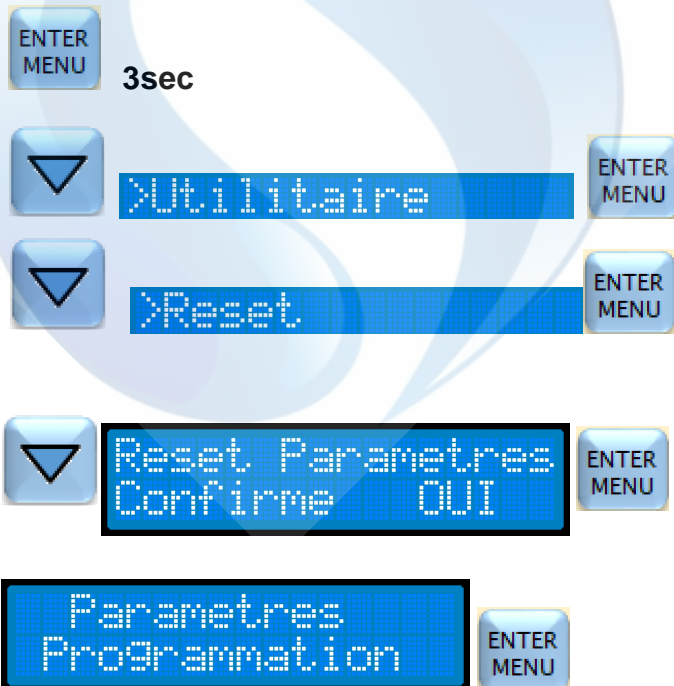 ENTER
MENU
3sec
>Utilitaire
ENTER
MENU
>Reset
ENTER
MENU
Reset Parametres
Confirme OUI
ENTER
MENU
Parametres
Programmation
ENTER
MENU